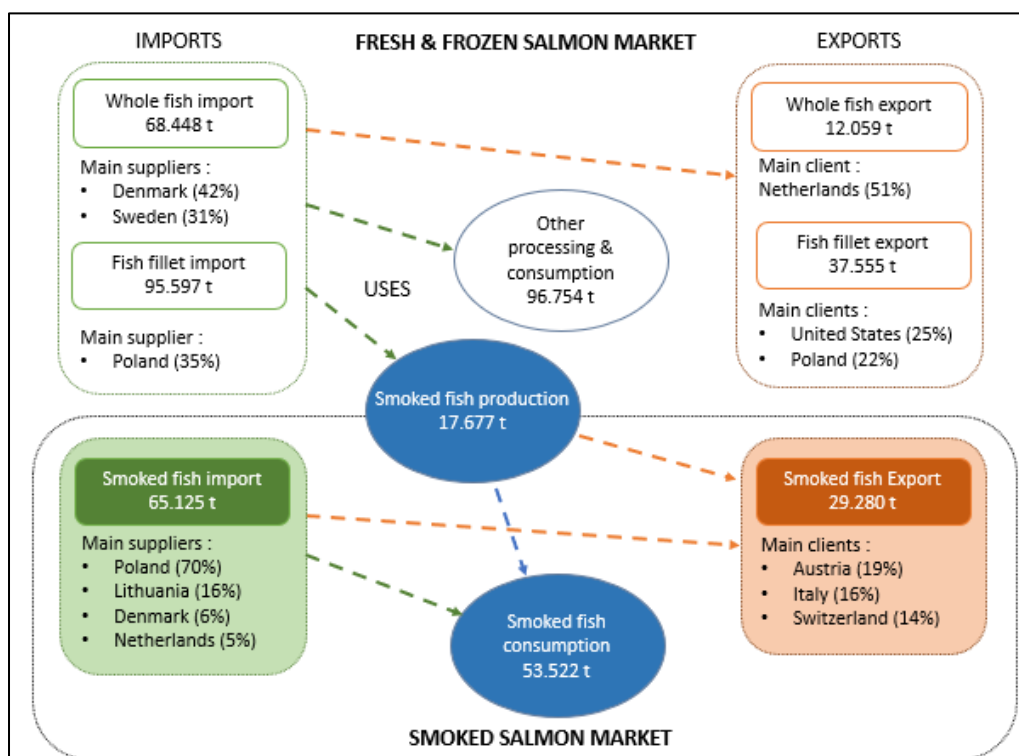 IMPORTS
FRESH & FROZEN SALMON MARKET
EXPORTS
Whole fish import
68.448 t
Main suppliers :
• Denmark (42%)
• Sweden (31%)
Fish fillet import
95.597 t
Main supplier :
• Poland (35%)
Whole fish export
12.059 t
Main client :
Netherlands (51%)
Fish fillet export
37.555 t
Main clients :
• United States (25%)
• Poland (22%)
Other
processing &
consumption
96.754 t
USES
Smoked fish production
17.677 t
Smoked fish import
65.125 t
Main suppliers :
• Poland (70%)
• Lithuania (16%)
• Denmark (6%)
• Netherlands (5%)
Smoked fish Export
29.280 t
Main clients :
• Austria (19%)
• Italy (16%)
• Switzerland (14%)
Smoked fish
consumption
53.522 t
SMOKED SALMON MARKET